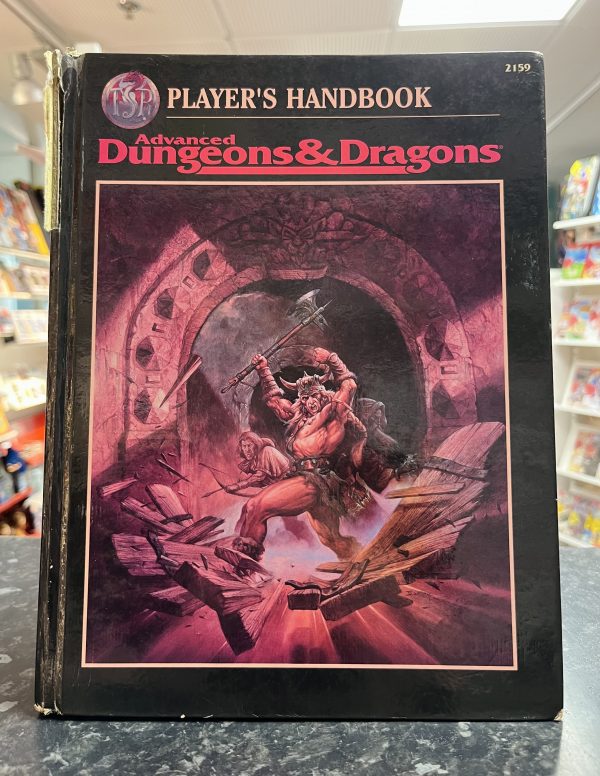 2159
TSR
PLAYER'S HANDBOOK
Advanced
Dungeons&Dragons®